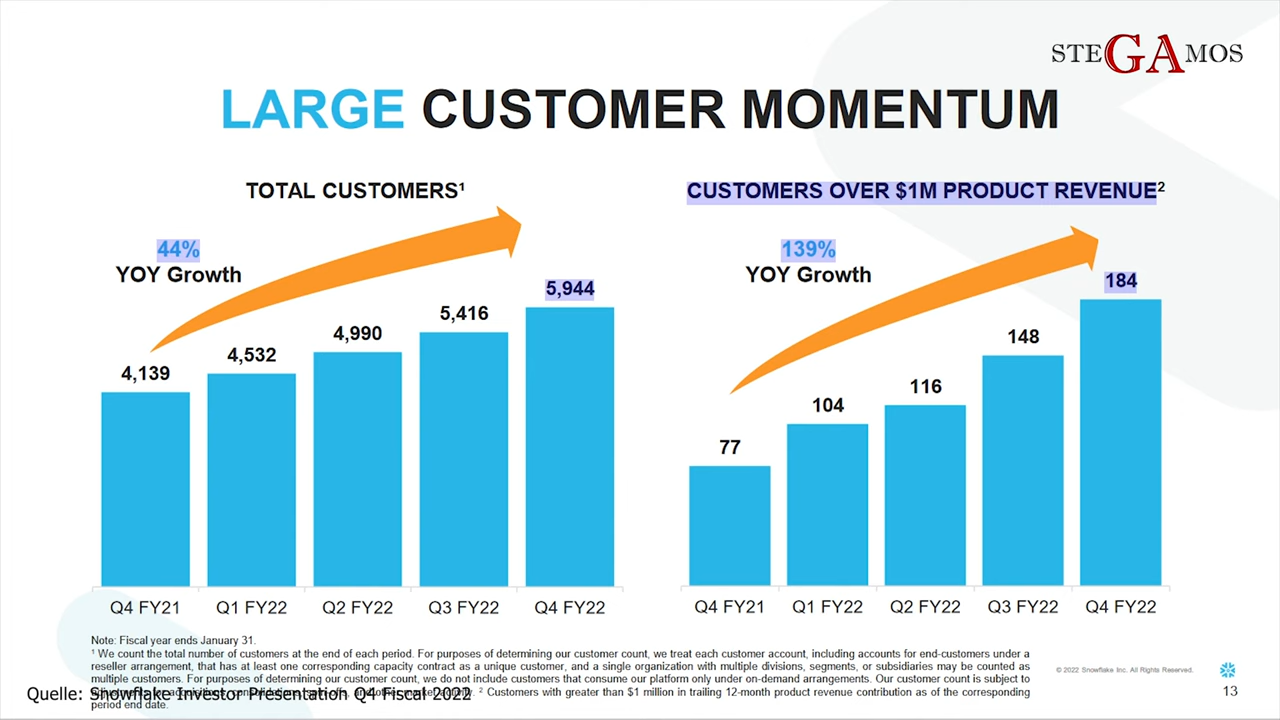 STEGAMOS
LARGE CUSTOMER MOMENTUM
TOTAL CUSTOMERS¹
44%
YOY Growth
4,139
4,532
4,990
5,416
5,944
Q4 FY21
Q1 FY22
Q2 FY22
Q3 FY22
Q4 FY22
CUSTOMERS OVER $1M PRODUCT REVENUE²
139%
YOY Growth
77
104
116
148
184
Q4 FY21
Q1 FY22
Q2 FY22
Q3 FY22
Q4 FY22
Note: Fiscal year ends January 31.
¹ We count the total number of customers at the end of each period. For purposes of determining our customer count, we treat each customer account, including accounts for end-customers under a
reseller arrangement, that has at least one corresponding capacity contract as a unique customer, and a single organization with multiple divisions, segments, or subsidiaries may be counted as
multiple customers. For purposes of determining our customer count, we do not include customers that consume our platform only under on-demand arrangements. Our customer count is subject to
² Customers with greater than $1 million in trailing 12-month product revenue contribution as of the corresponding
period end date.
Quelle: Snowflake Investor Presentation Q4 Fiscal 2022
© 2022 Snowflake Inc. All Rights Reserved.
13